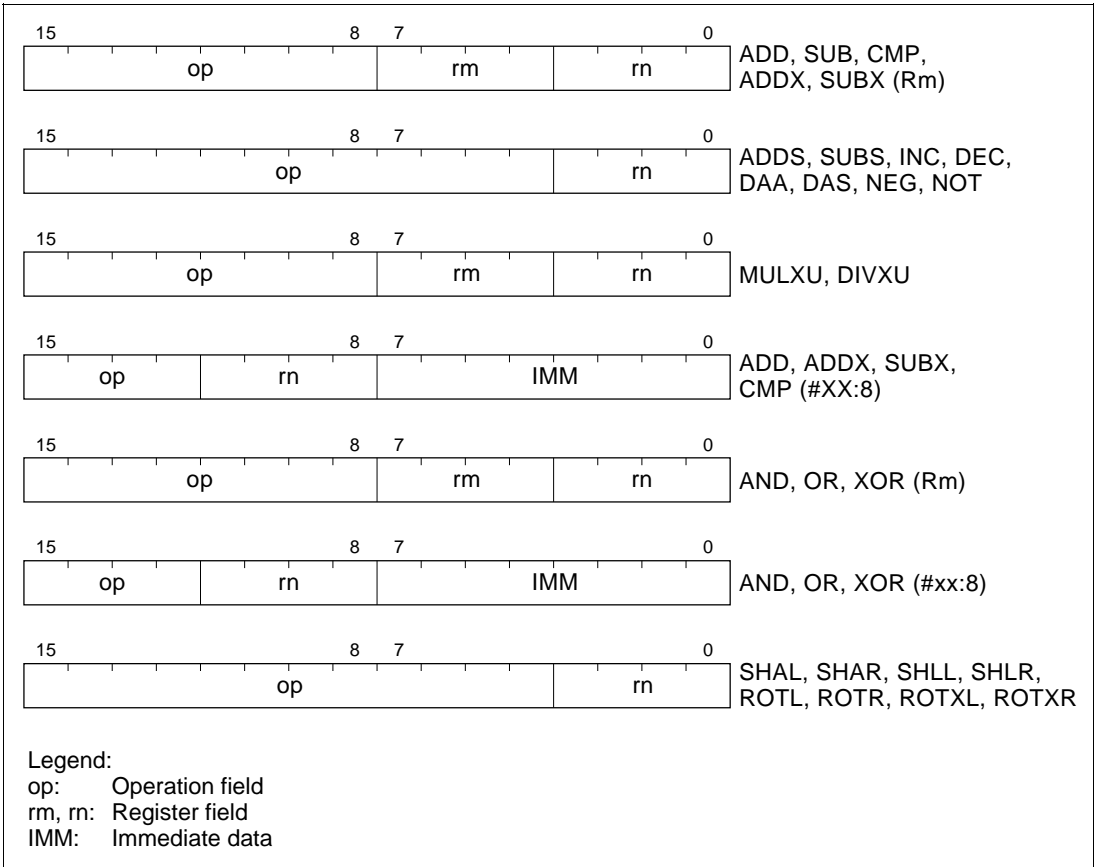 15 8 7 0
op rm rn
ADD, SUB, CMP,
ADDX, SUBX (Rm)
15 8 7 0
op rn
ADDS, SUBS, INC, DEC,
DAA, DAS, NEG, NOT
15 8 7 0
op rm rn
MULXU, DIVXU
15 8 7 0
op rn IMM
ADD, ADDX, SUBX,
CMP (#XX:8)
15 8 7 0
op rm rn
AND, OR, XOR (Rm)
15 8 7 0
op rn IMM
AND, OR, XOR (#xx:8)
15 8 7 0
op rn
SHAL, SHAR, SHLL, SHLR,
ROTL, ROTR, ROTXL, ROTXR
Legend:
op: Operation field
rm, rn: Register field
IMM: Immediate data